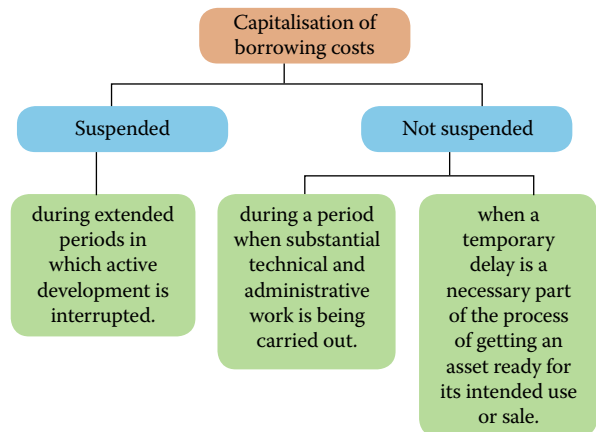 Capitalisation of
borrowing costs
Suspended
Not suspended
during extended
periods in
which active
development is
interrupted.
during a period
when substantial
technical and
administrative
work is being
carried out.
when a
temporary
delay is a
necessary part
of the process
of getting an
asset ready for
its intended use
or sale.